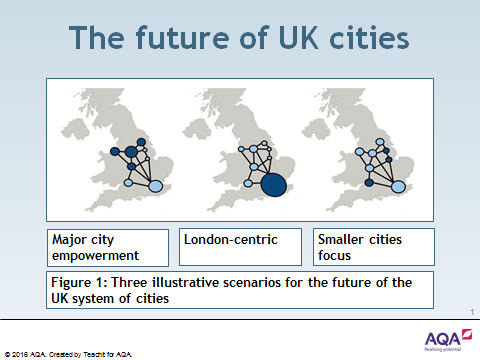 The future of UK cities
Major city
empowerment
London-centric
Smaller cities
focus
Figure 1: Three illustrative scenarios for the future of the
UK system of cities
1
© 2016 AQA. Created by Teachit for AQA.
AQA
Realising potential